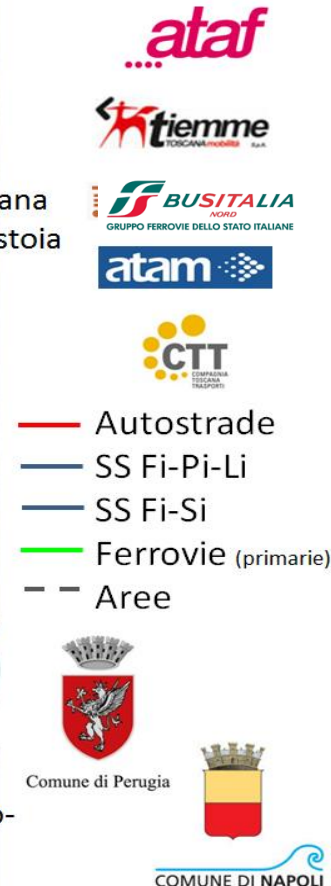 ataf
tiemme
TOSCANA mobilità S.p.A.
ana
stoia
BUSITALIA
NORD
GRUPPO FERROVIE DELLO STATO ITALIANE
atam
CTT
COMPAGNIA
TOSCANA
TRASPORTI
Autostrade
SS Fi-Pi-Li
SS Fi-Si
Ferrovie (primarie)
Aree
Comune di Perugia
o-
COMUNE DI NAPOLI